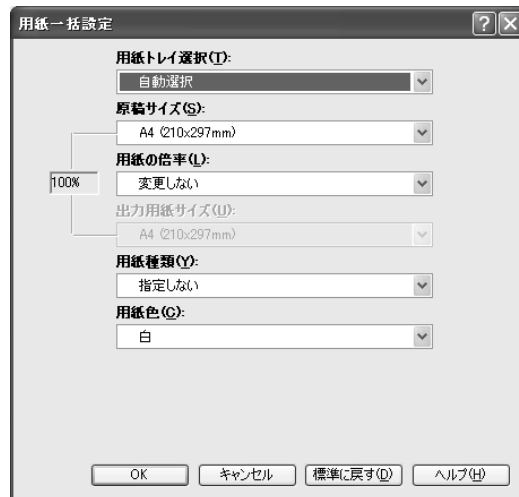 用紙一括設定
用紙トレイ選択(T):
自動選択
原稿サイズ(S):
A4 (210x297mm)
用紙の倍率(L):
100%
変更しない
出力用紙サイズ(U):
A4 (210x297mm)
用紙種類(Y):
指定しない
用紙色(C):
白
OK キャンセル 標準に戻す(D) ヘルプ(H)